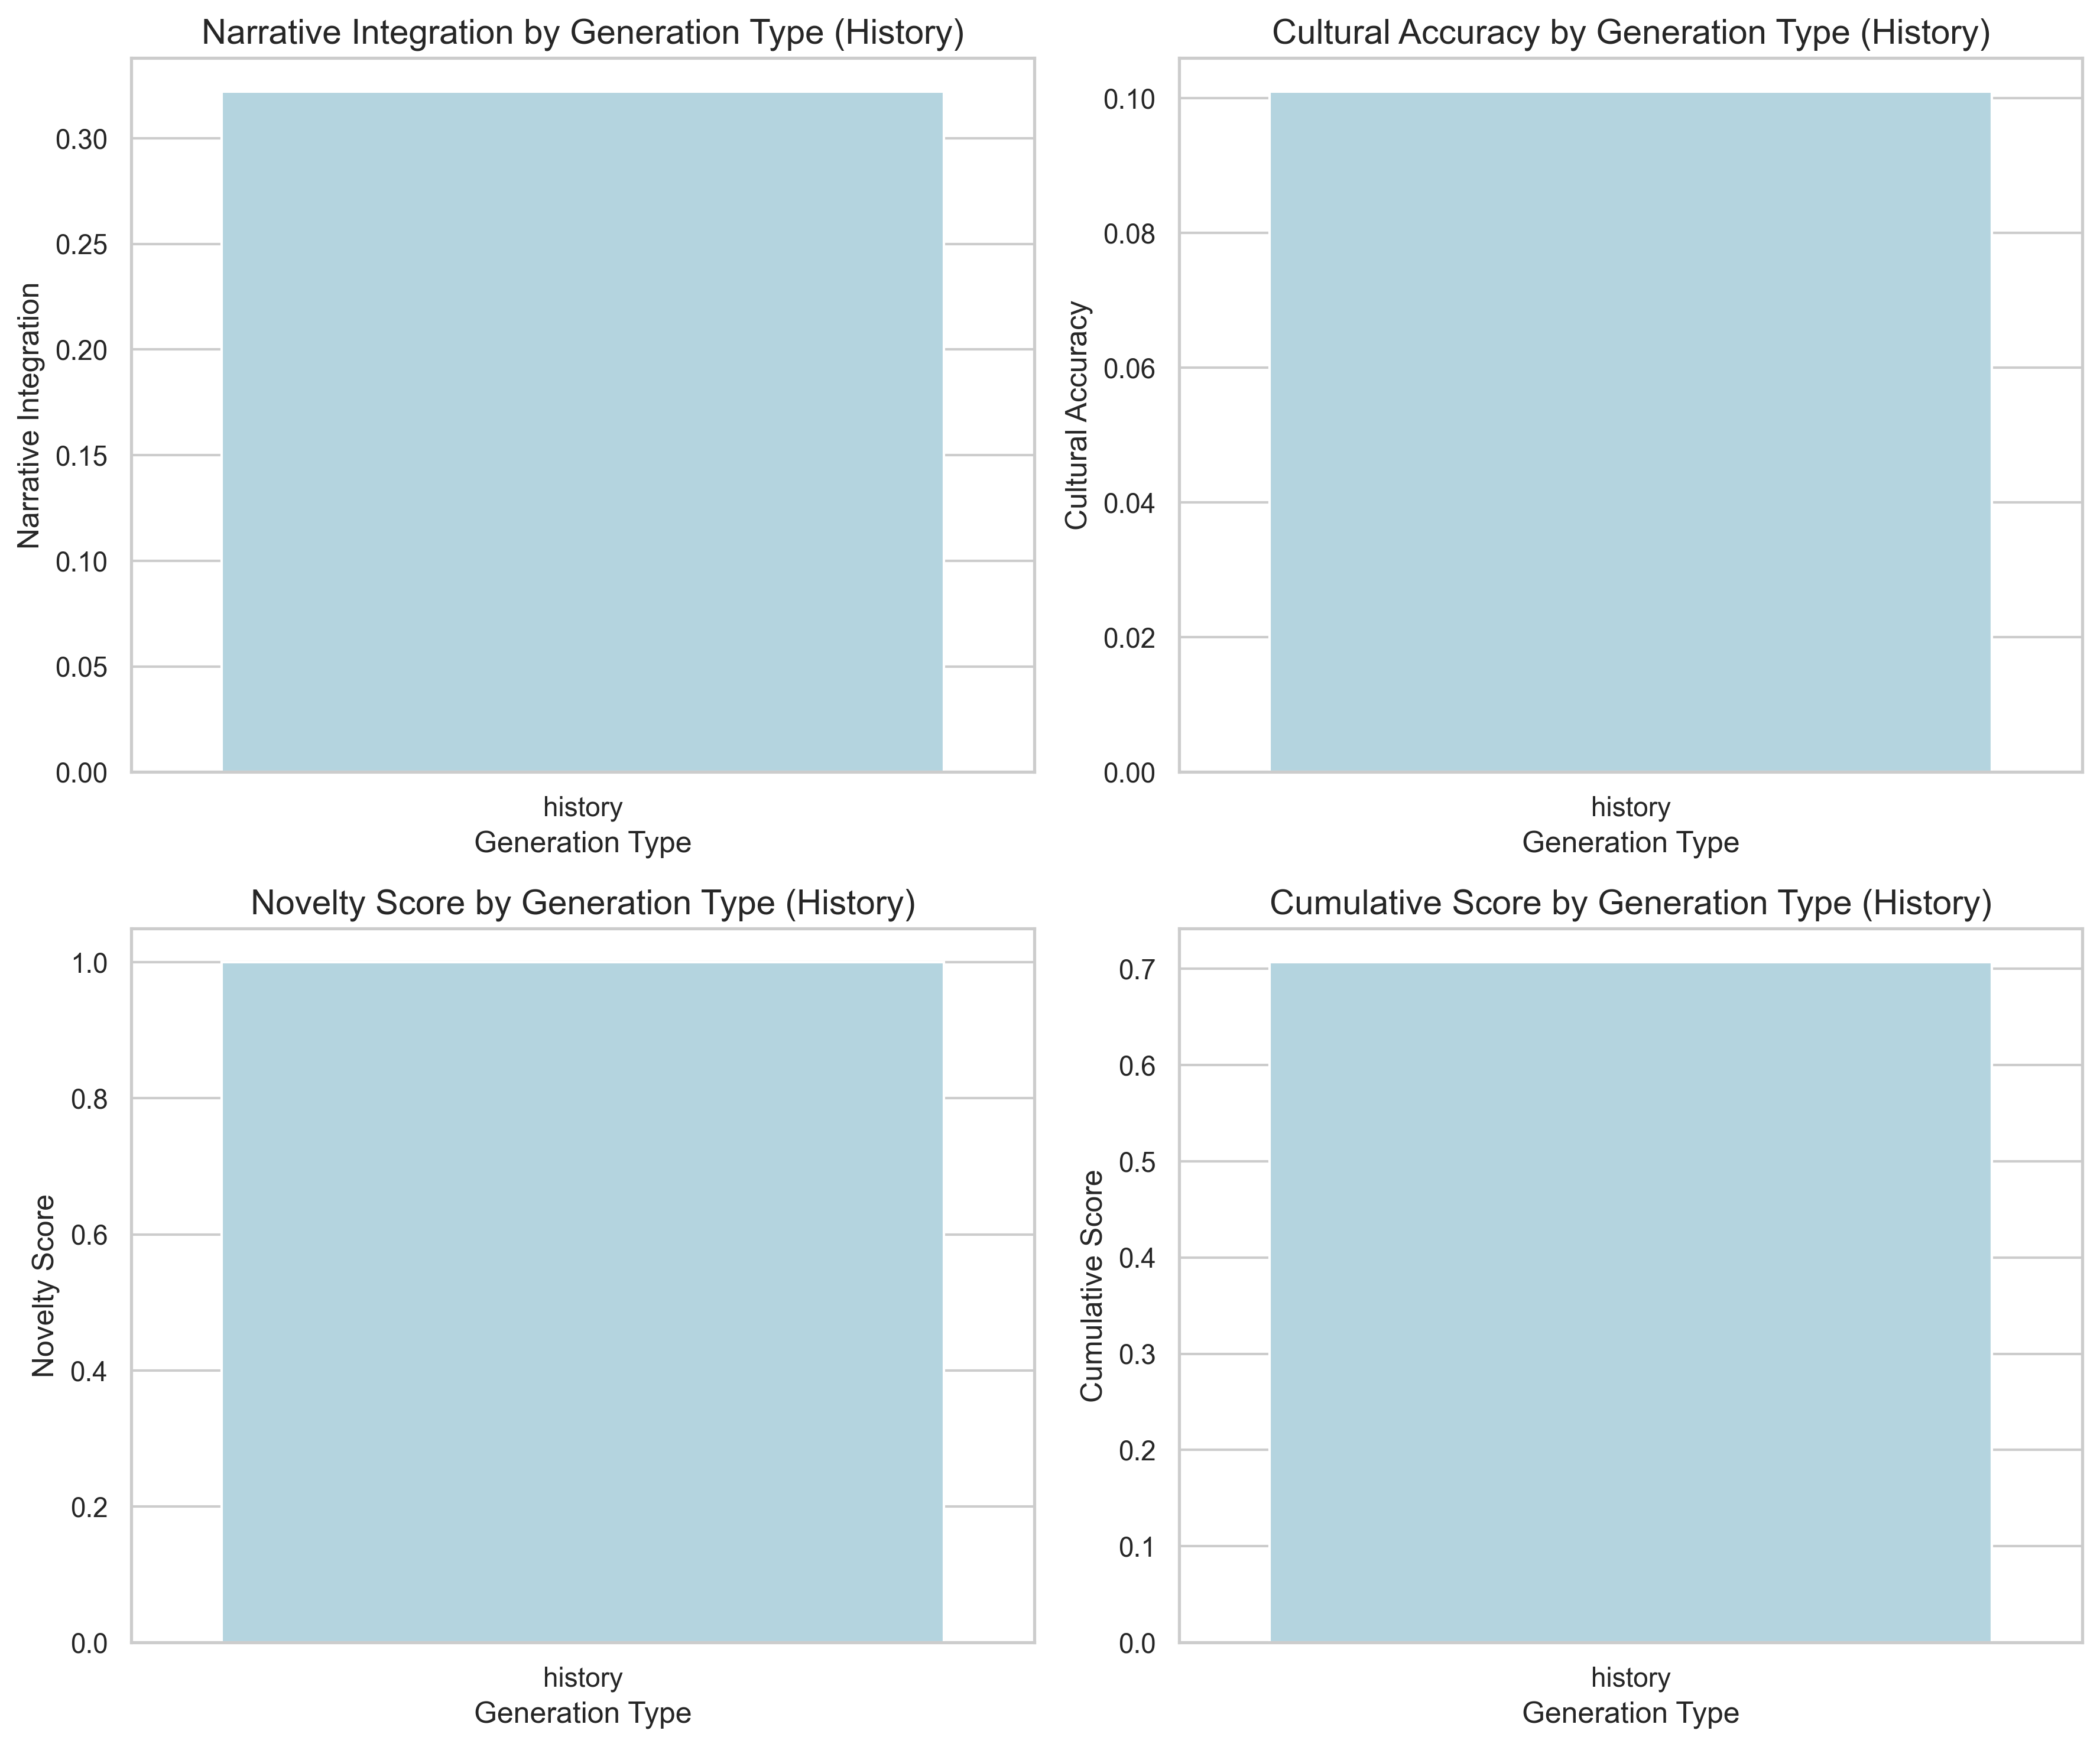 Narrative Integration by Generation Type (History)
Narrative Integration
0.30
0.25
0.20
0.15
0.10
0.05
0.00
history
Generation Type
Cultural Accuracy by Generation Type (History)
Cultural Accuracy
0.10
0.08
0.06
0.04
0.02
0.00
history
Generation Type
Novelty Score by Generation Type (History)
Novelty Score
1.0
0.8
0.6
0.4
0.2
0.0
history
Generation Type
Cumulative Score by Generation Type (History)
Cumulative Score
0.7
0.6
0.5
0.4
0.3
0.2
0.1
0.0
history
Generation Type